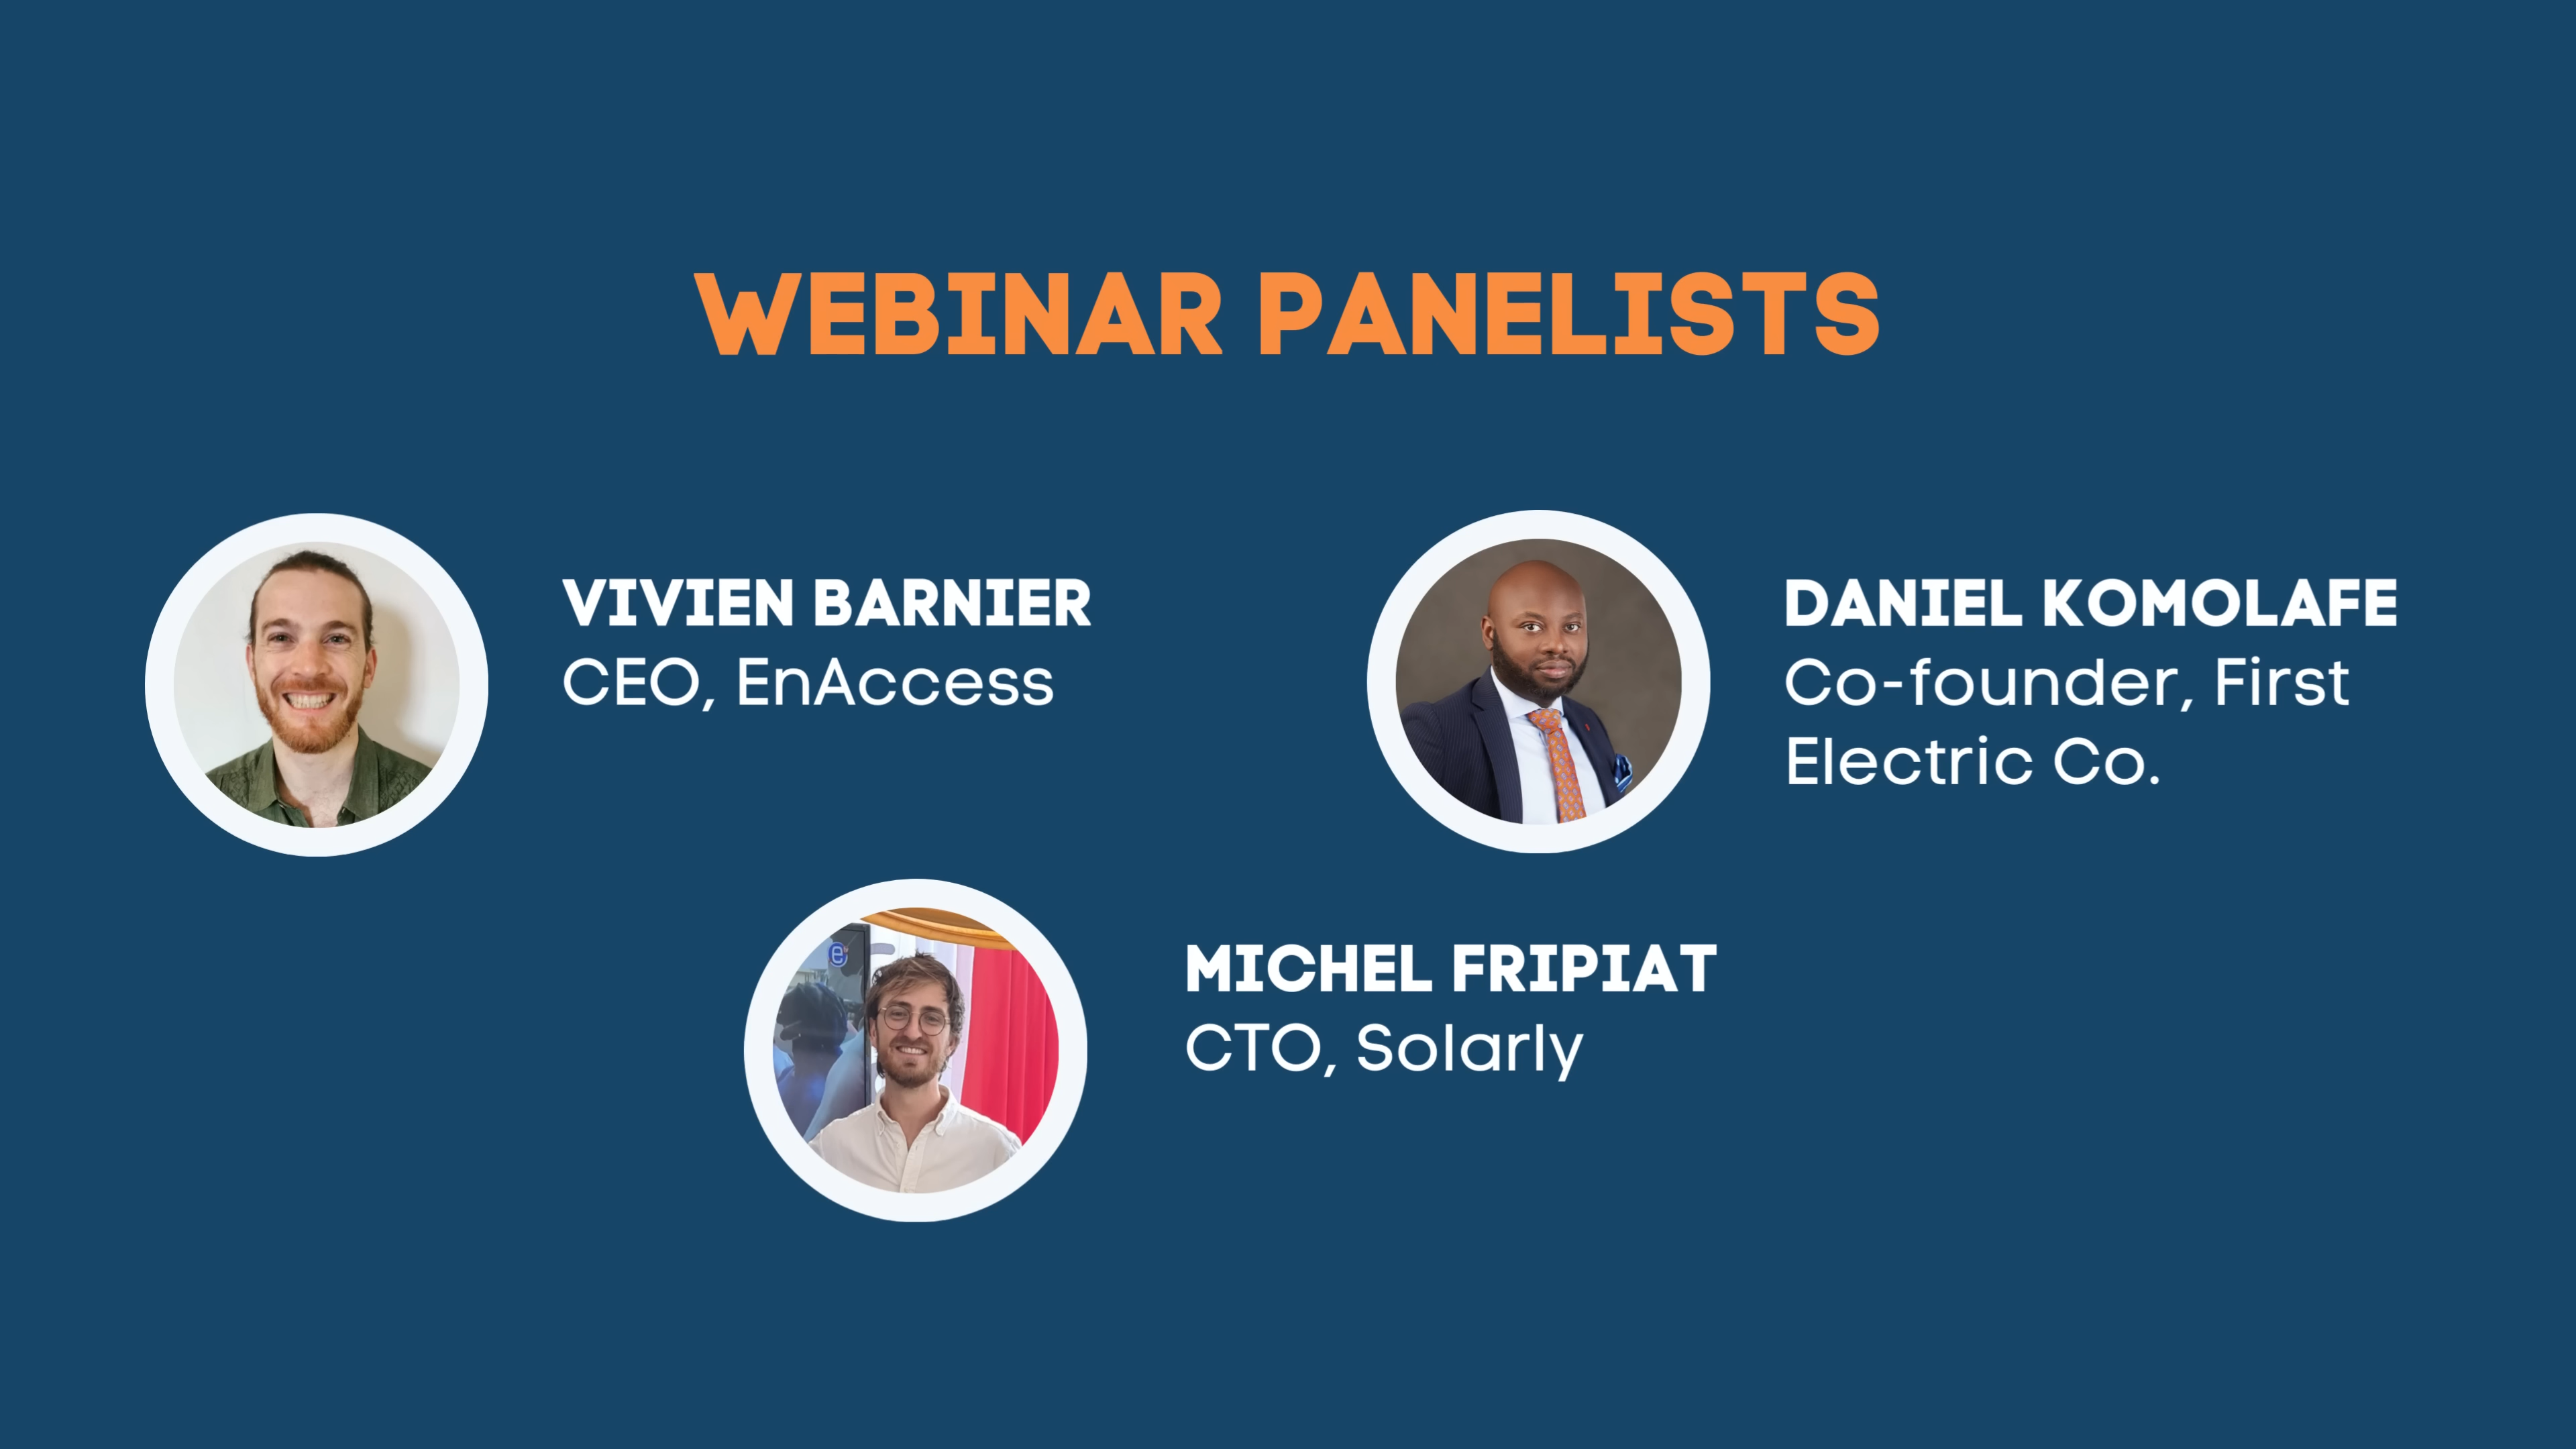 WEBINAR PANELISTS
VIVIEN BARNIER
CEO, EnAccess
DANIEL KOMOLAFE
Co-founder, First
Electric Co.
MICHEL FRIPIAT
CTO, Solarly
e